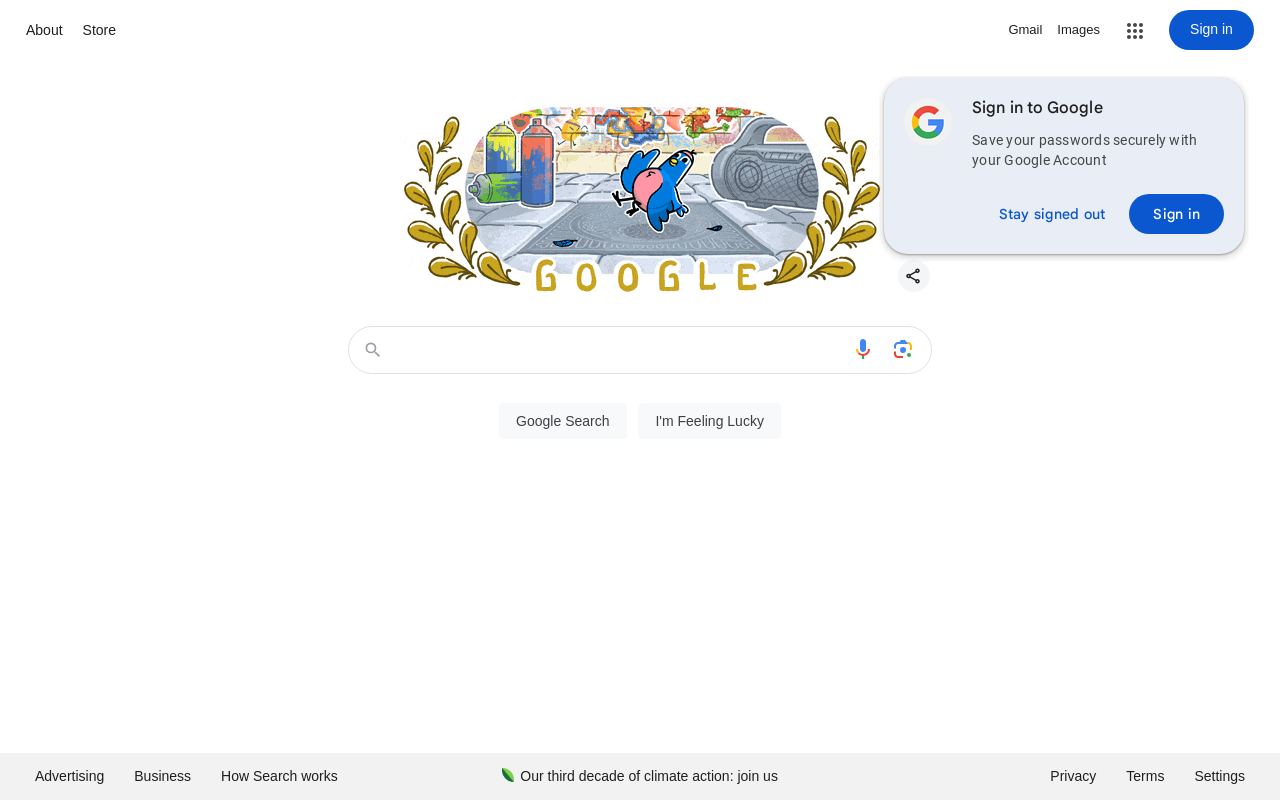 About
Store
Gmail
Images
Sign in
Sign in to Google
Save your passwords securely with
your Google Account
Stay signed out
Sign in
GOOGLE
Google Search
I'm Feeling Lucky
Advertising
Business
How Search works
Our third decade of climate action: join us
Privacy
Terms
Settings